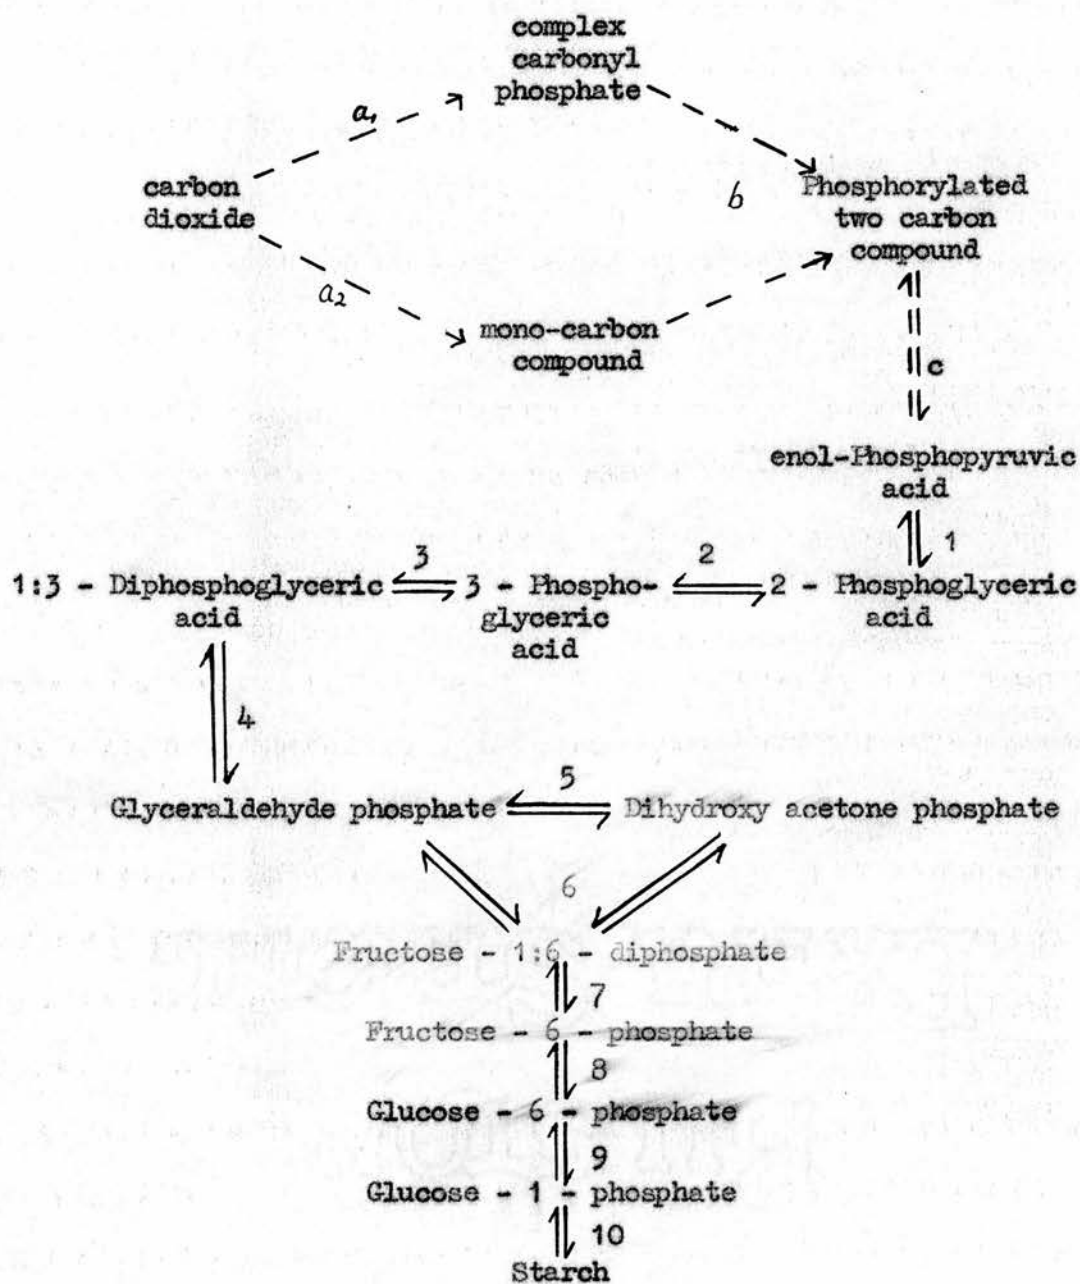 complex
carbonyl
phosphate
a₁
carbon
dioxide
b
Phosphorylated
two carbon
compound
a₂
mono-carbon
compound
c
enol-Phosphopyruvic
acid
1
1:3 - Diphosphoglyceric
acid
3
3 - Phospho-
glyceric
acid
2
2 - Phosphoglyceric
acid
4
Glyceraldehyde phosphate
5
Dihydroxy acetone phosphate
6
Fructose - 1:6 - diphosphate
7
Fructose - 6 - phosphate
8
Glucose - 6 - phosphate
9
Glucose - 1 - phosphate
10
Starch